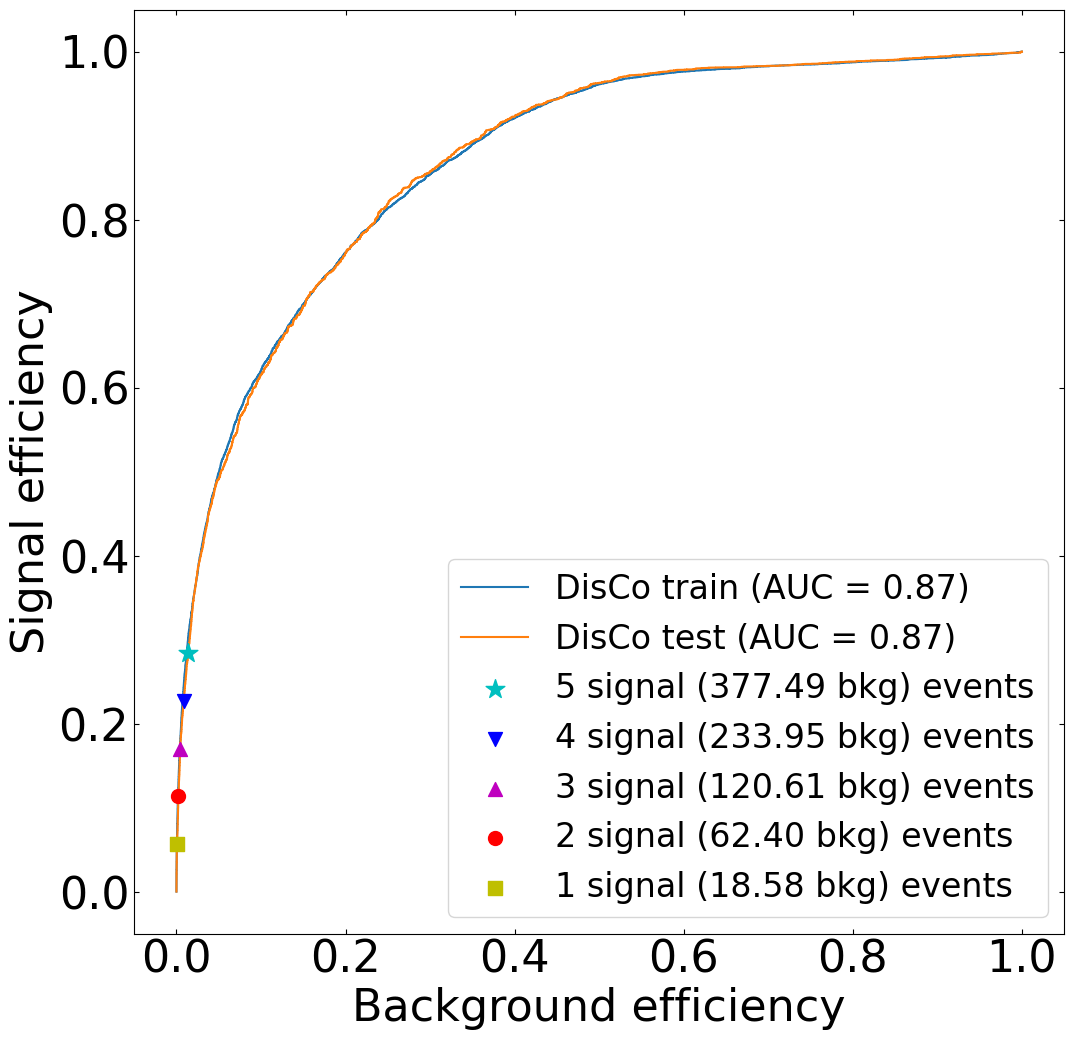 1.0
0.8
0.6
0.4
0.2
0.0
Signal efficiency
DisCo train (AUC = 0.87)
DisCo test (AUC = 0.87)
5 signal (377.49 bkg) events
4 signal (233.95 bkg) events
3 signal (120.61 bkg) events
2 signal (62.40 bkg) events
1 signal (18.58 bkg) events
0.0 0.2 0.4 0.6 0.8 1.0
Background efficiency